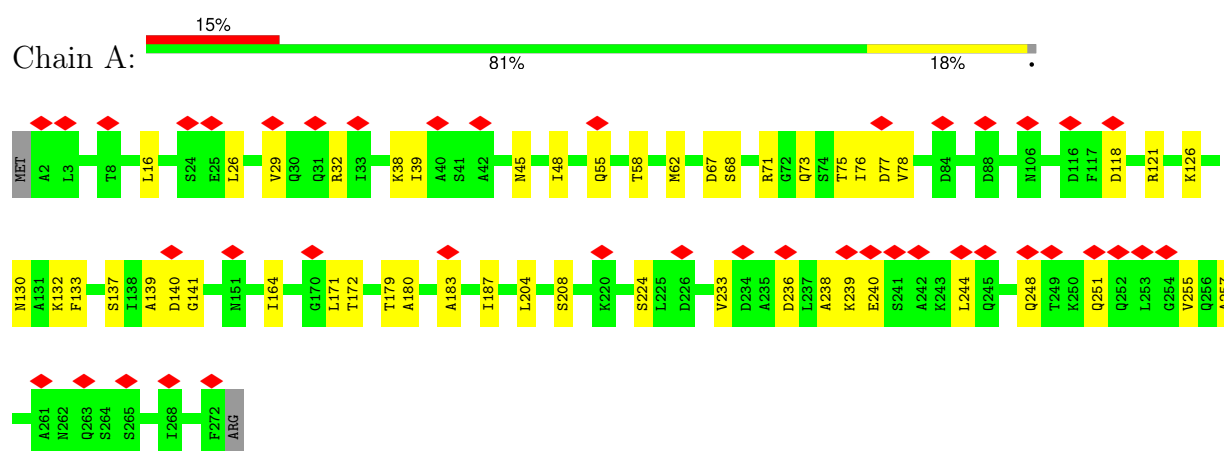 15%
Chain A:
81% 18% •
MET A2 L3 T8 L16 S24 E25 L26 V29 Q30 Q31 R32 I33 K38 I39 A40 S41 A42 N45 I48 Q55 T58 M62 D67 S68 R71 G72 Q73 S74 T75 I76 D77 V78 D84 D88 N106 D116 F117 D118 R121 K126
N130 A131 K132 F133 S137 I138 A139 D140 G141 N151 I164 G170 L171 T172 T179 A180 A183 I187 L204 S208 K220 S224 L225 D226 V233 D234 A235 D236 L237 A238 K239 E240 S241 A242 K243 L244 Q245 Q248 T249 K250 Q251 Q252 L253 G254 V255 Q256 A257
A261 N262 Q263 S264 S265 I268 F272 ARG